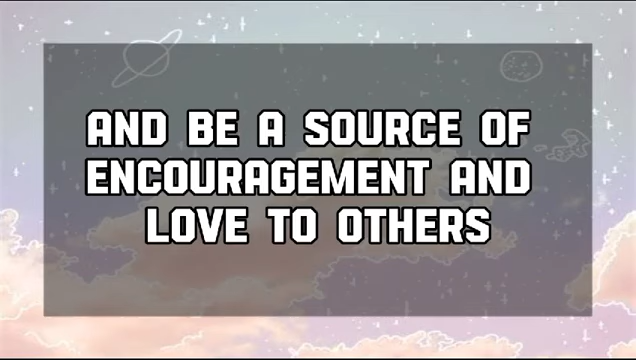 AND BE A SOURCE OF
ENCOURAGEMENT AND
LOVE TO OTHERS